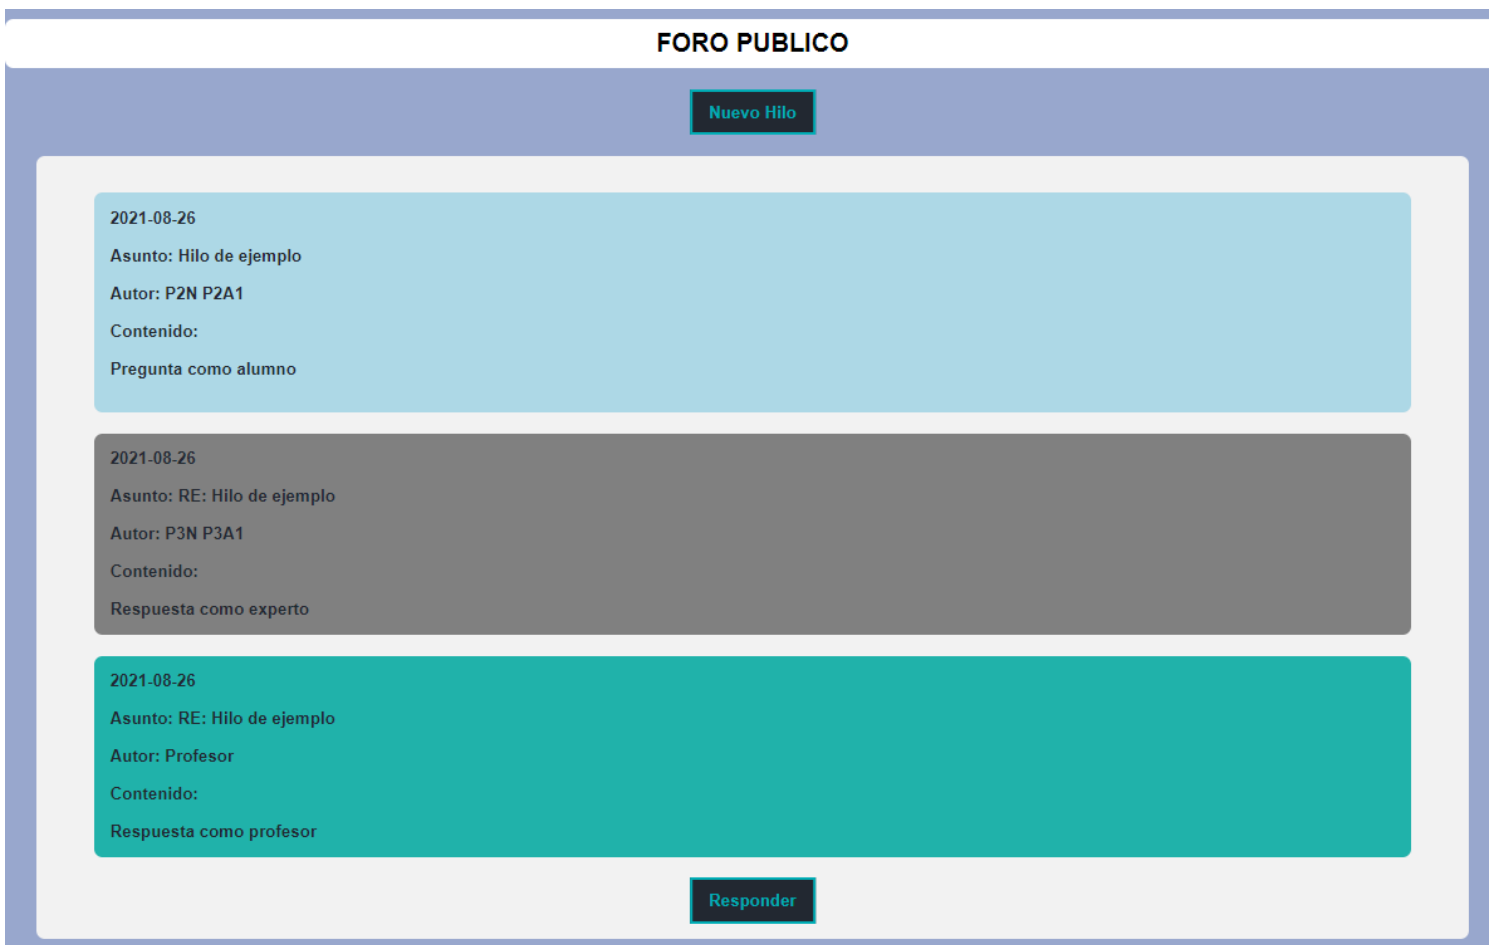 FORO PUBLICO
Nuevo Hilo
2021-08-26
Asunto: Hilo de ejemplo
Autor: P2N P2A1
Contenido:
Pregunta como alumno
2021-08-26
Asunto: RE: Hilo de ejemplo
Autor: P3N P3A1
Contenido:
Respuesta como experto
2021-08-26
Asunto: RE: Hilo de ejemplo
Autor: Profesor
Contenido:
Respuesta como profesor
Responder